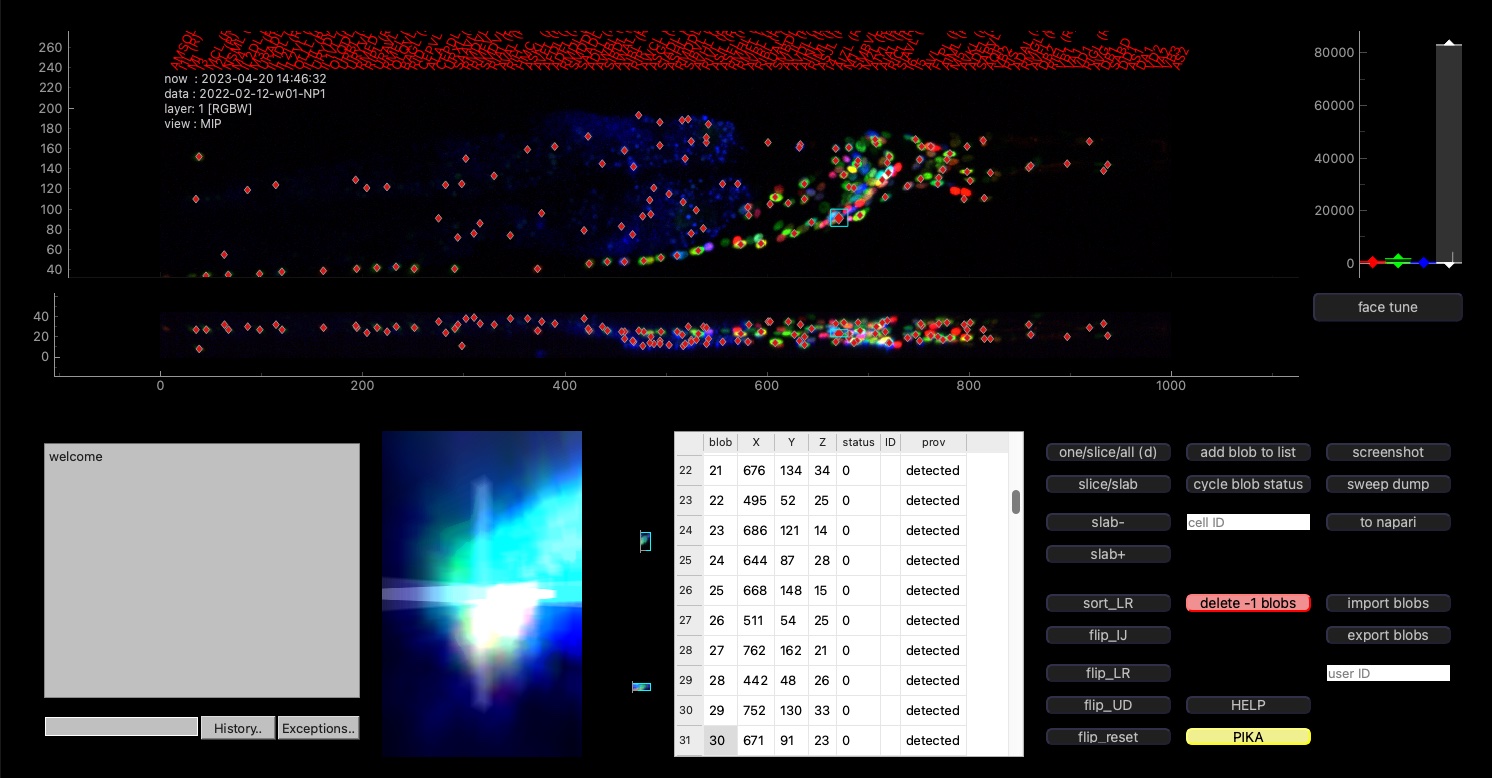 260
240
220
200
180
160
140
120
100
80
60
40
now : 2023-04-20 14:46:32
data : 2022-02-12-w01-NP1
layer: 1 [RGBW]
view : MIP
80000
60000
40000
20000
0
face tune
40
20
0
0 200 400 600 800 1000
welcome
History.. Exceptions..
blob X Y Z status ID prov
22 21 676 134 34 0 detected
23 22 495 52 25 0 detected
24 23 686 121 14 0 detected
25 24 644 87 28 0 detected
26 25 668 148 15 0 detected
27 26 511 54 25 0 detected
28 27 762 162 21 0 detected
29 28 442 48 26 0 detected
30 29 752 130 33 0 detected
31 30 671 91 23 0 detected
one/slice/all (d) add blob to list screenshot
slice/slab cycle blob status sweep dump
slab- cell ID to napari
slab+
sort_LR delete -1 blobs import blobs
flip_IJ export blobs
flip_LR user ID
flip_UD HELP
flip_reset PIKA